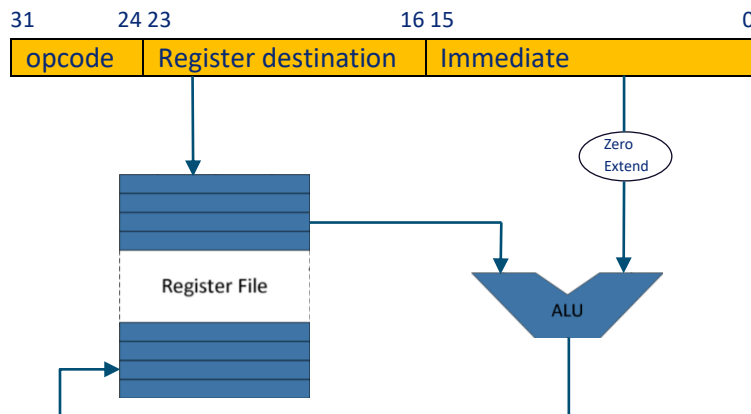 31 24 23 16 15 0
opcode Register destination Immediate
Zero
Extend
Register File
ALU